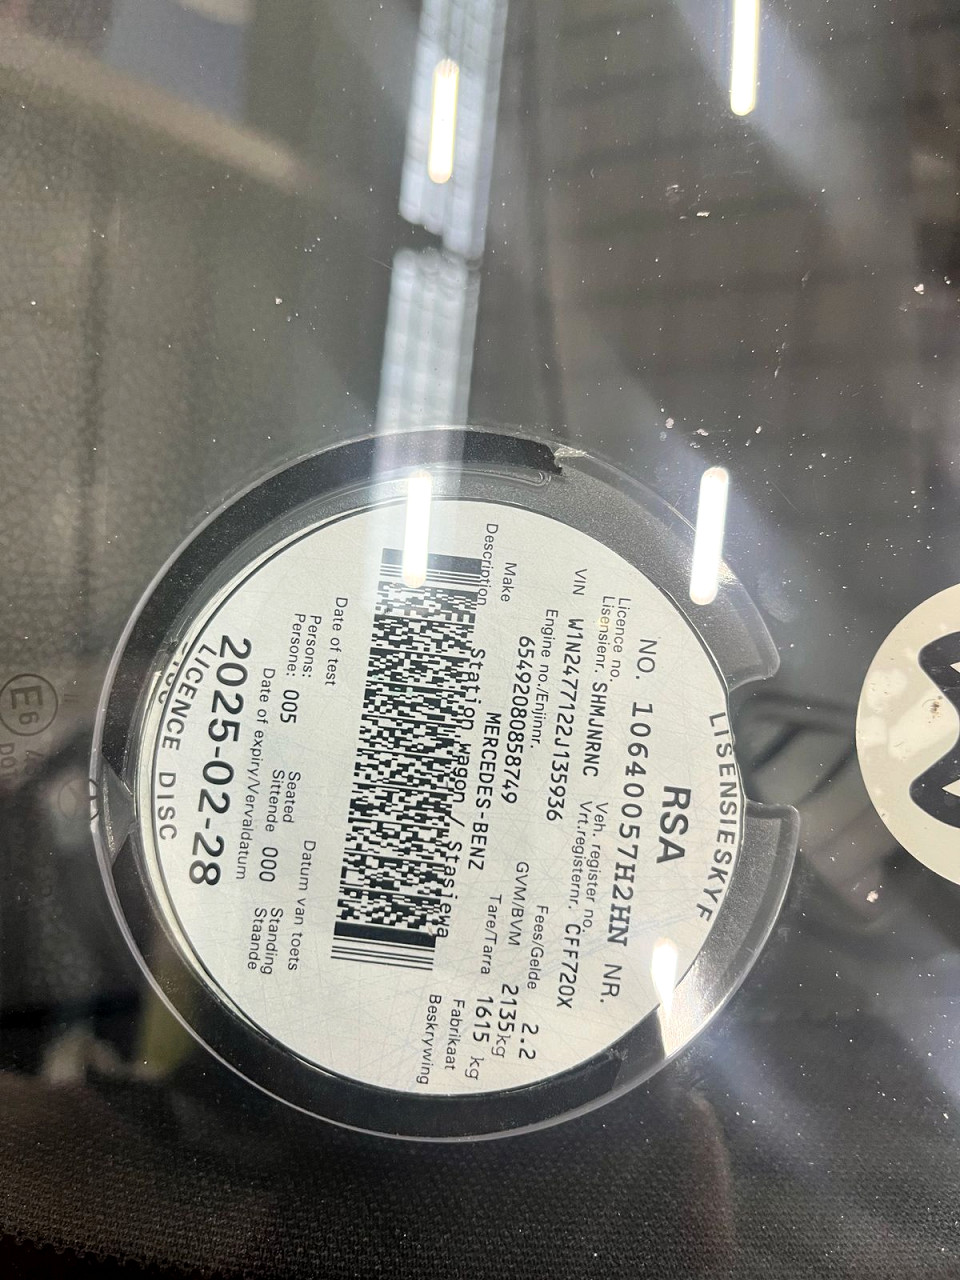 LISENSIESKYF
RSA
NO. 10640057H2HN NR.
Licence no. Veh. register no.
Lisensienr. SHMJNRNC Vrt.registernr. CFF720X
VIN W1N2477122J135936
Engine no./Enjinnr. Fees/Gelde 2.2
65492080858749 GVM/BVM 2135kg
Make MERCEDES-BENZ Tare/Tarra 1615 kg
Fabrikaat
Description Station wagon / Stasiewa Beskrywing
Date of test Datum van toets
Persons: Seated Standing
Persone: 005 Sittende 000 Staande
Date of expiry/Vervaldatum
2025-02-28
LICENCE DISC
E6